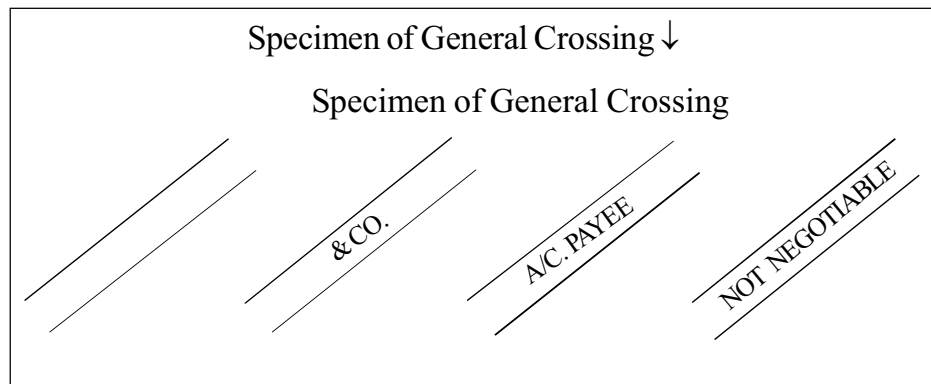 Specimen of General Crossing ↓
Specimen of General Crossing
& CO.
A/C. PAYEE
NOT NEGOTIABLE